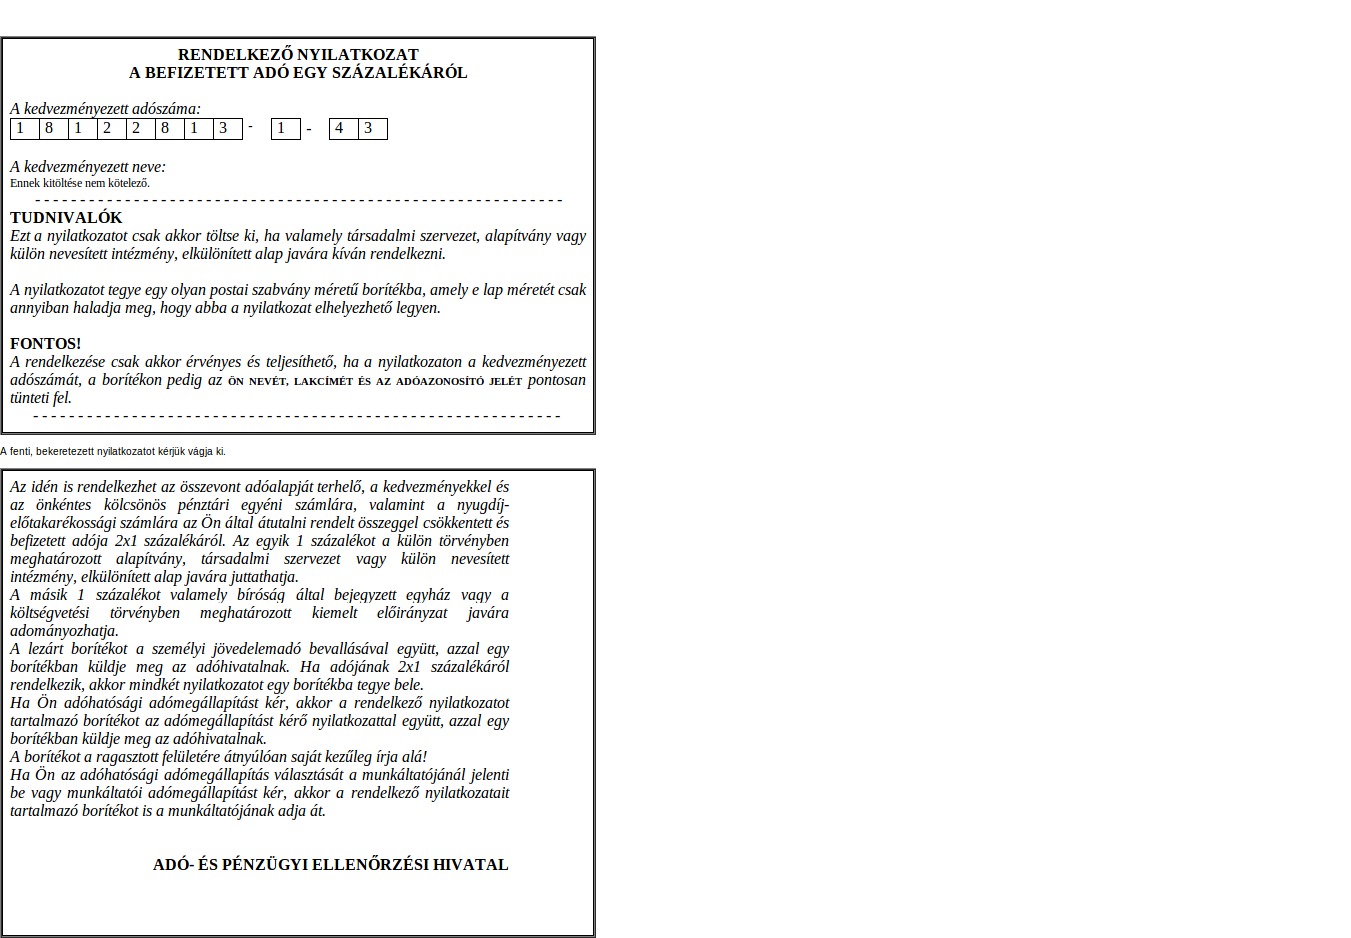 RENDELKEZŐ NYILATKOZAT
A BEFIZETETT ADÓ EGY SZÁZALÉKÁRÓL
A kedvezményezett adószáma:
1 8 1 2 2 8 1 3 - 1 - 4 3
A kedvezményezett neve:
Ennek kitöltése nem kötelező.
- - - - - - - - - - - - - - - - - - - - - - - - - - - - - - - - - - - - - - - - - - - - - - - - - - - - - - - - - - -
TUDNIVALÓK
Ezt a nyilatkozatot csak akkor töltse ki, ha valamely társadalmi szervezet, alapítvány vagy
külön nevesített intézmény, elkülönített alap javára kíván rendelkezni.
A nyilatkozatot tegye egy olyan postai szabvány méretű borítékba, amely e lap méretét csak
annyiban haladja meg, hogy abba a nyilatkozat elhelyezhető legyen.
FONTOS!
A rendelkezése csak akkor érvényes és teljesíthető, ha a nyilatkozaton a kedvezményezett
adószámát, a borítékon pedig az ÖN NEVÉT, LAKCÍMÉT ÉS AZ ADÓAZONOSÍTÓ JELÉT pontosan
tünteti fel.
- - - - - - - - - - - - - - - - - - - - - - - - - - - - - - - - - - - - - - - - - - - - - - - - - - - - - - - - - - -
A fenti, bekeretezett nyilatkozatot kérjük vágja ki.
Az idén is rendelkezhet az összevont adóalapját terhelő, a kedvezményekkel és
az önkéntes kölcsönös pénztári egyéni számlára, valamint a nyugdíj-
előtakarékossági számlára az Ön által átutalni rendelt összeggel csökkentett és
befizetett adója 2x1 százalékáról. Az egyik 1 százalékot a külön törvényben
meghatározott alapítvány, társadalmi szervezet vagy külön nevesített
intézmény, elkülönített alap javára juttathatja.
A másik 1 százalékot valamely bíróság által bejegyzett egyház vagy a
költségvetési törvényben meghatározott kiemelt előirányzat javára
adományozhatja.
A lezárt borítékot a személyi jövedelemadó bevallásával együtt, azzal egy
borítékban küldje meg az adóhivatalnak. Ha adójának 2x1 százalékáról
rendelkezik, akkor mindkét nyilatkozatot egy borítékba tegye bele.
Ha Ön adóhatósági adómegállapítást kér, akkor a rendelkező nyilatkozatot
tartalmazó borítékot az adómegállapítást kérő nyilatkozattal együtt, azzal egy
borítékban küldje meg az adóhivatalnak.
A borítékot a ragasztott felületére átnyúlóan saját kezűleg írja alá!
Ha Ön az adóhatósági adómegállapítás választását a munkáltatójánál jelenti
be vagy munkáltatói adómegállapítást kér, akkor a rendelkező nyilatkozatait
tartalmazó borítékot is a munkáltatójának adja át.
ADÓ- ÉS PÉNZÜGYI ELLENŐRZÉSI HIVATAL